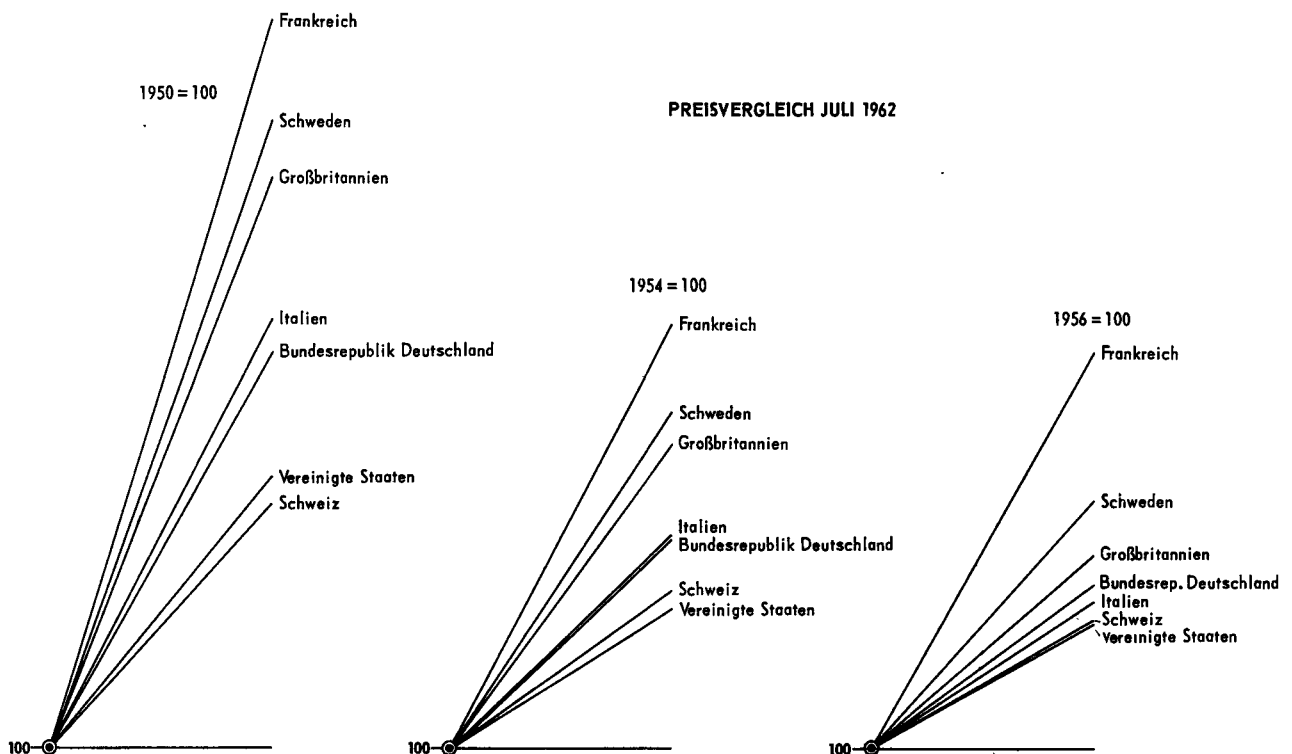 PREISVERGLEICH JULI 1962
1950 = 100
Frankreich
Schweden
Großbritannien
Italien
Bundesrepublik Deutschland
Vereinigte Staaten
Schweiz
100
1954 = 100
Frankreich
Schweden
Großbritannien
Italien
Bundesrepublik Deutschland
Schweiz
Vereinigte Staaten
100
1956 = 100
Frankreich
Schweden
Großbritannien
Bundesrep. Deutschland
Italien
Schweiz
Vereinigte Staaten
100